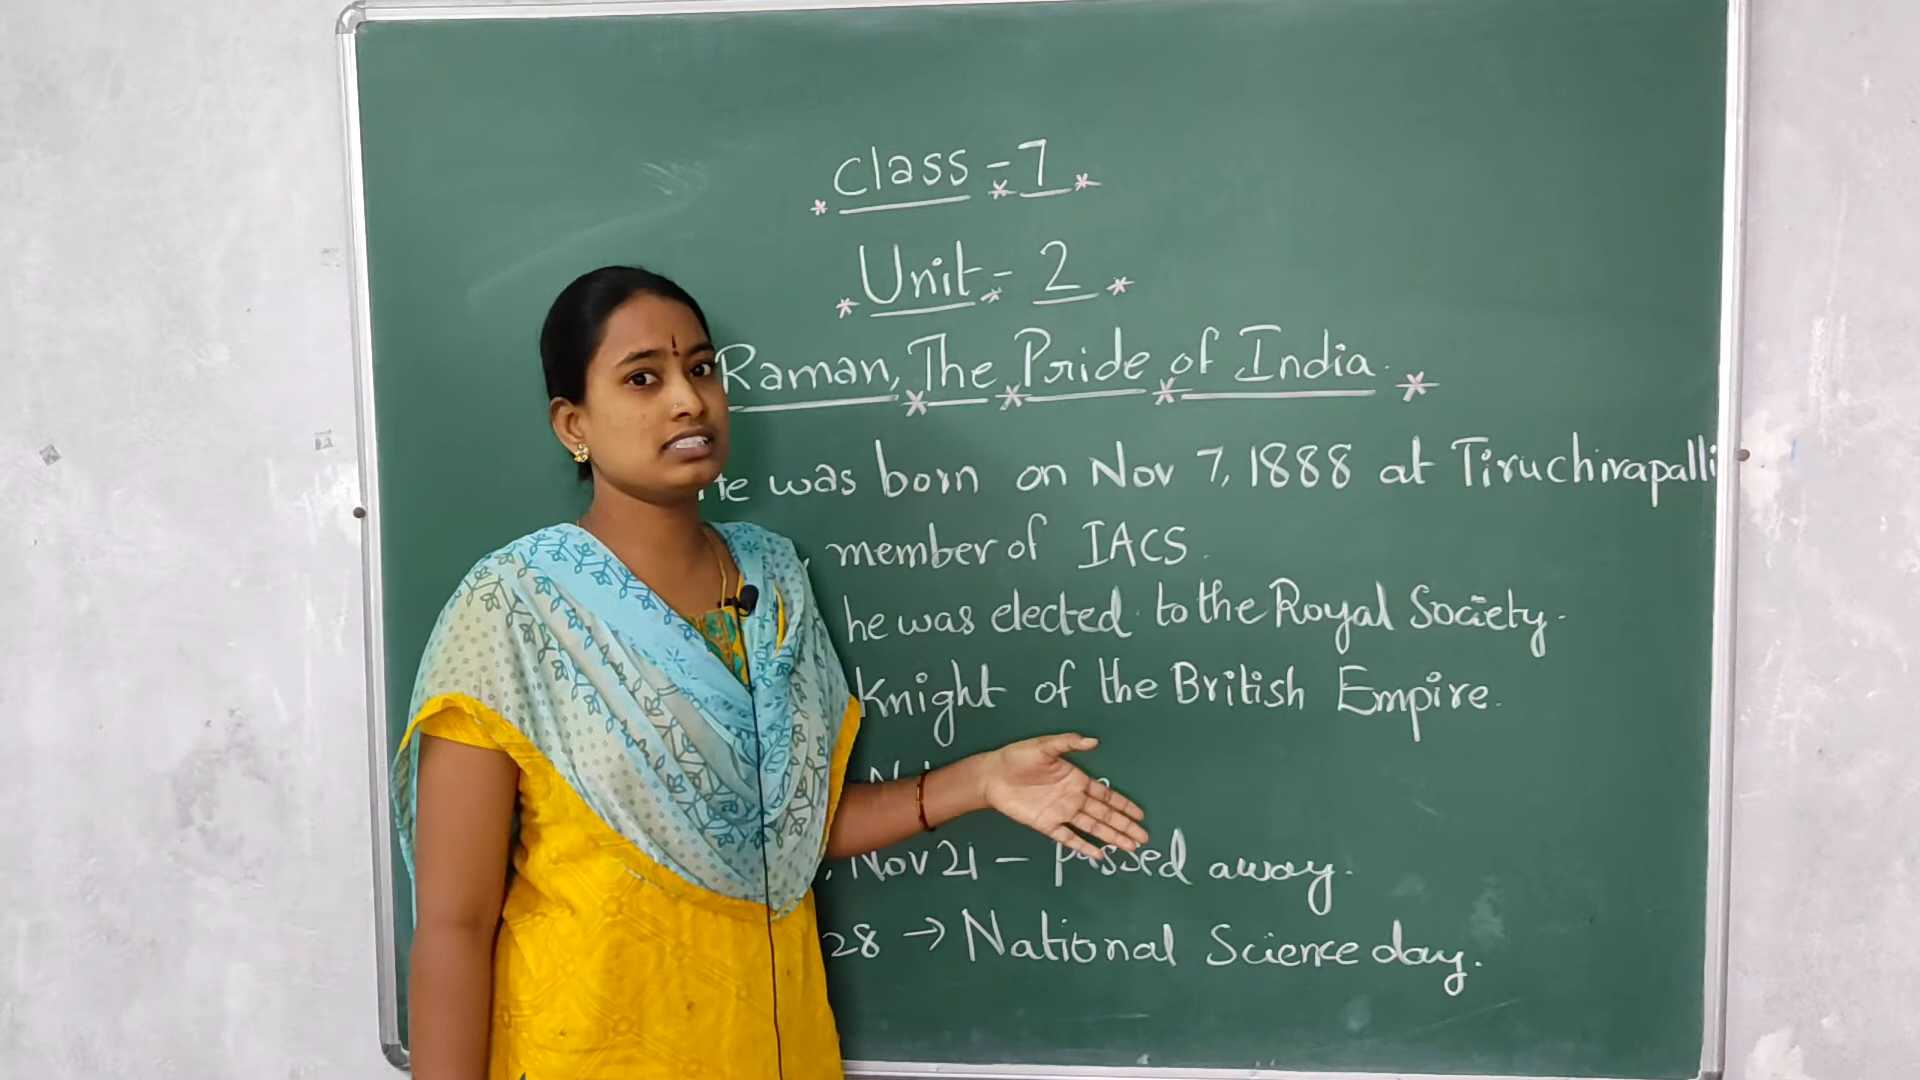 Class - 7
Unit - 2
Raman, The Pride of India.
He was born on Nov 7, 1888 at Tiruchirapalli
member of IACS.
he was elected to the Royal Society.
Knight of the British Empire.
Nov 21 - passed away.
28 → National Science day.